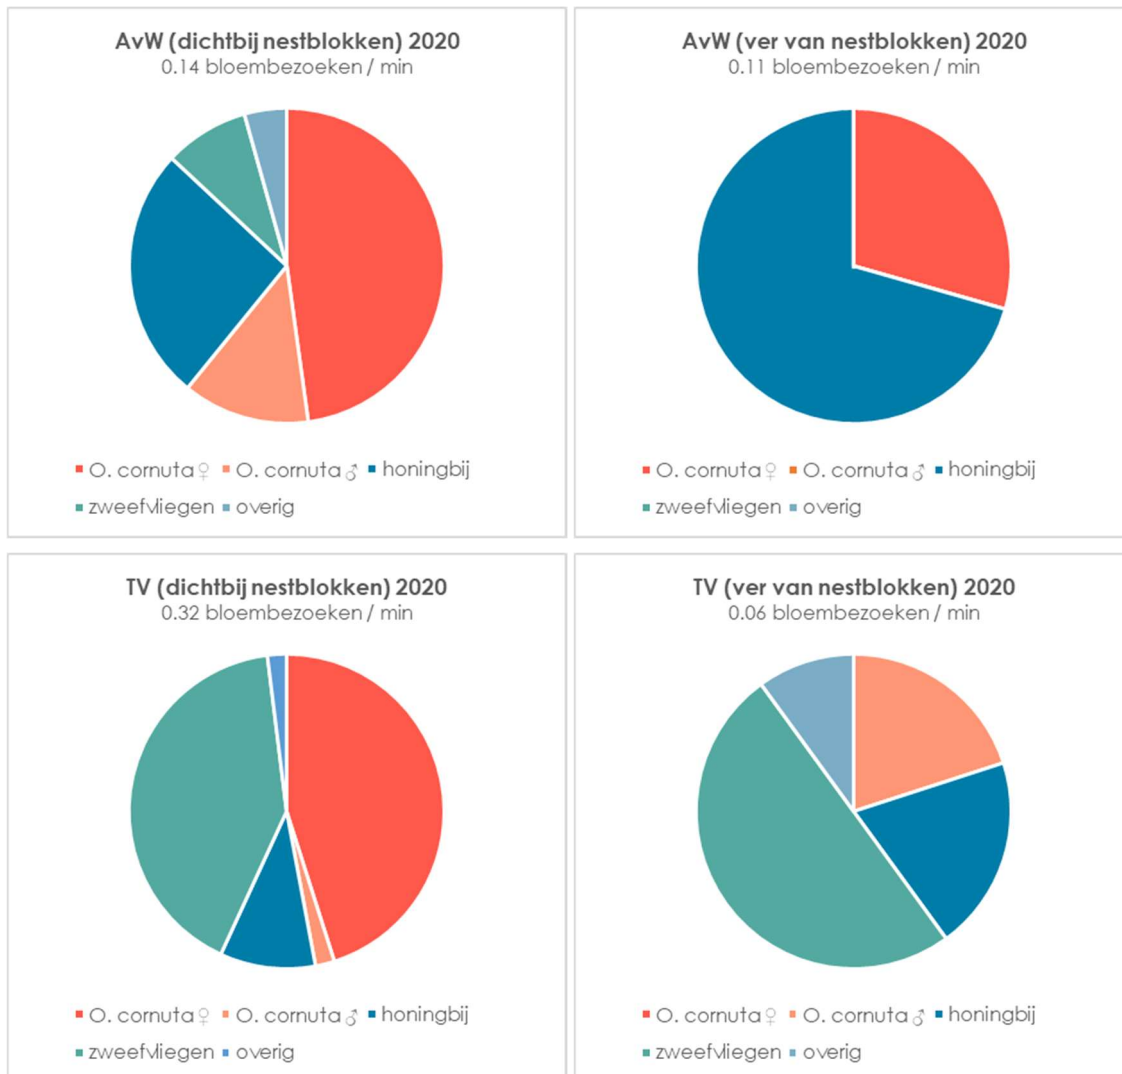 AvW (dichtbij nestblokken) 2020
0.14 bloembezoeken / min
O. cornuta♀ O. cornuta♂ honingbij
zweefvliegen overig
AvW (ver van nestblokken) 2020
0.11 bloembezoeken / min
O. cornuta♀ O. cornuta♂ honingbij
zweefvliegen overig
TV (dichtbij nestblokken) 2020
0.32 bloembezoeken / min
O. cornuta♀ O. cornuta♂ honingbij
zweefvliegen overig
TV (ver van nestblokken) 2020
0.06 bloembezoeken / min
O. cornuta♀ O. cornuta♂ honingbij
zweefvliegen overig